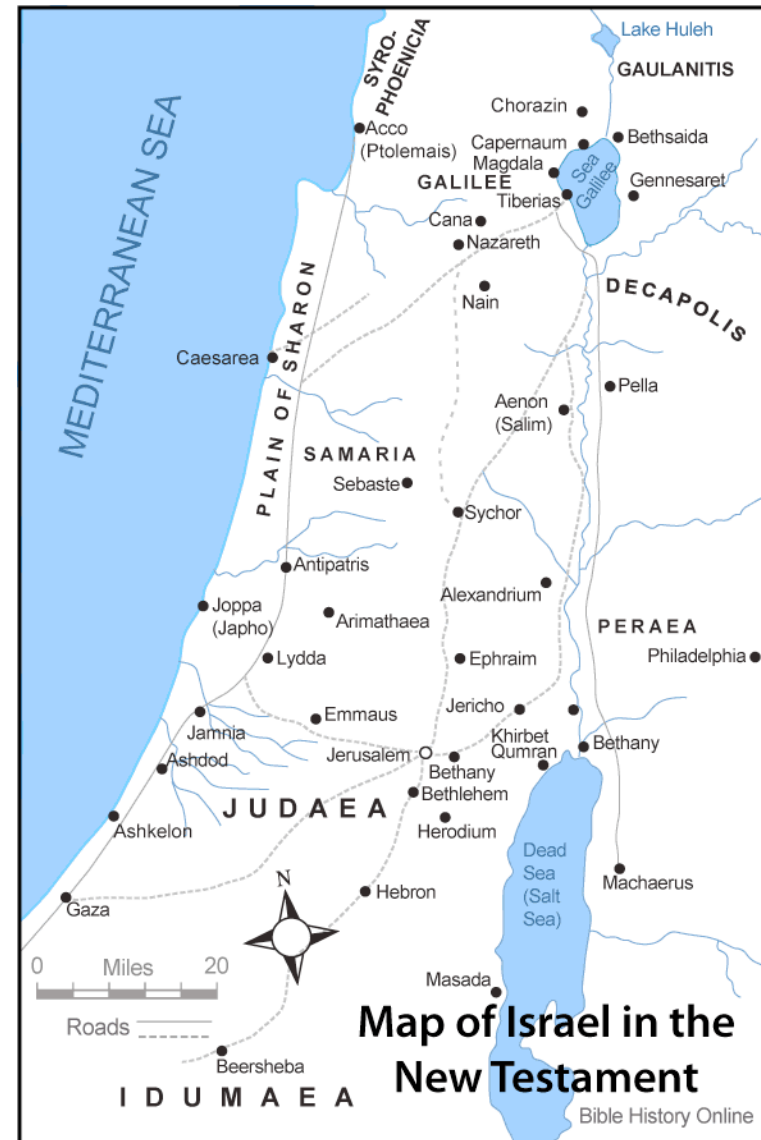 Lake Huleh
SYRO-
PHOENICIA
GAULANITIS
Chorazin
Acco
(Ptolemais)
Capernaum
Bethsaida
Magdala
Sea
Galilee
GALILEE
Gennesaret
Tiberias
Cana
Nazareth
MEDITERRANEAN SEA
Nain
DECAPOLIS
PLAIN OF SHARON
Caesarea
Pella
Aenon
(Salim)
SAMARIA
Sebaste
Sychor
Antipatris
Alexandrium
Joppa
(Japho)
Arimathaea
PERAEA
Lydda
Ephraim
Philadelphia
Jericho
Emmaus
Jamnia
Khirbet
Qumran
Bethany
Jerusalem
Bethany
Ashdod
Bethlehem
JUDAEA
Ashkelon
Herodium
Dead
Sea
(Salt
Sea)
Machaerus
N
Hebron
Gaza
0 Miles 20
Masada
Roads
Map of Israel in the
New Testament
Beersheba
IDUMAEA
Bible History Online